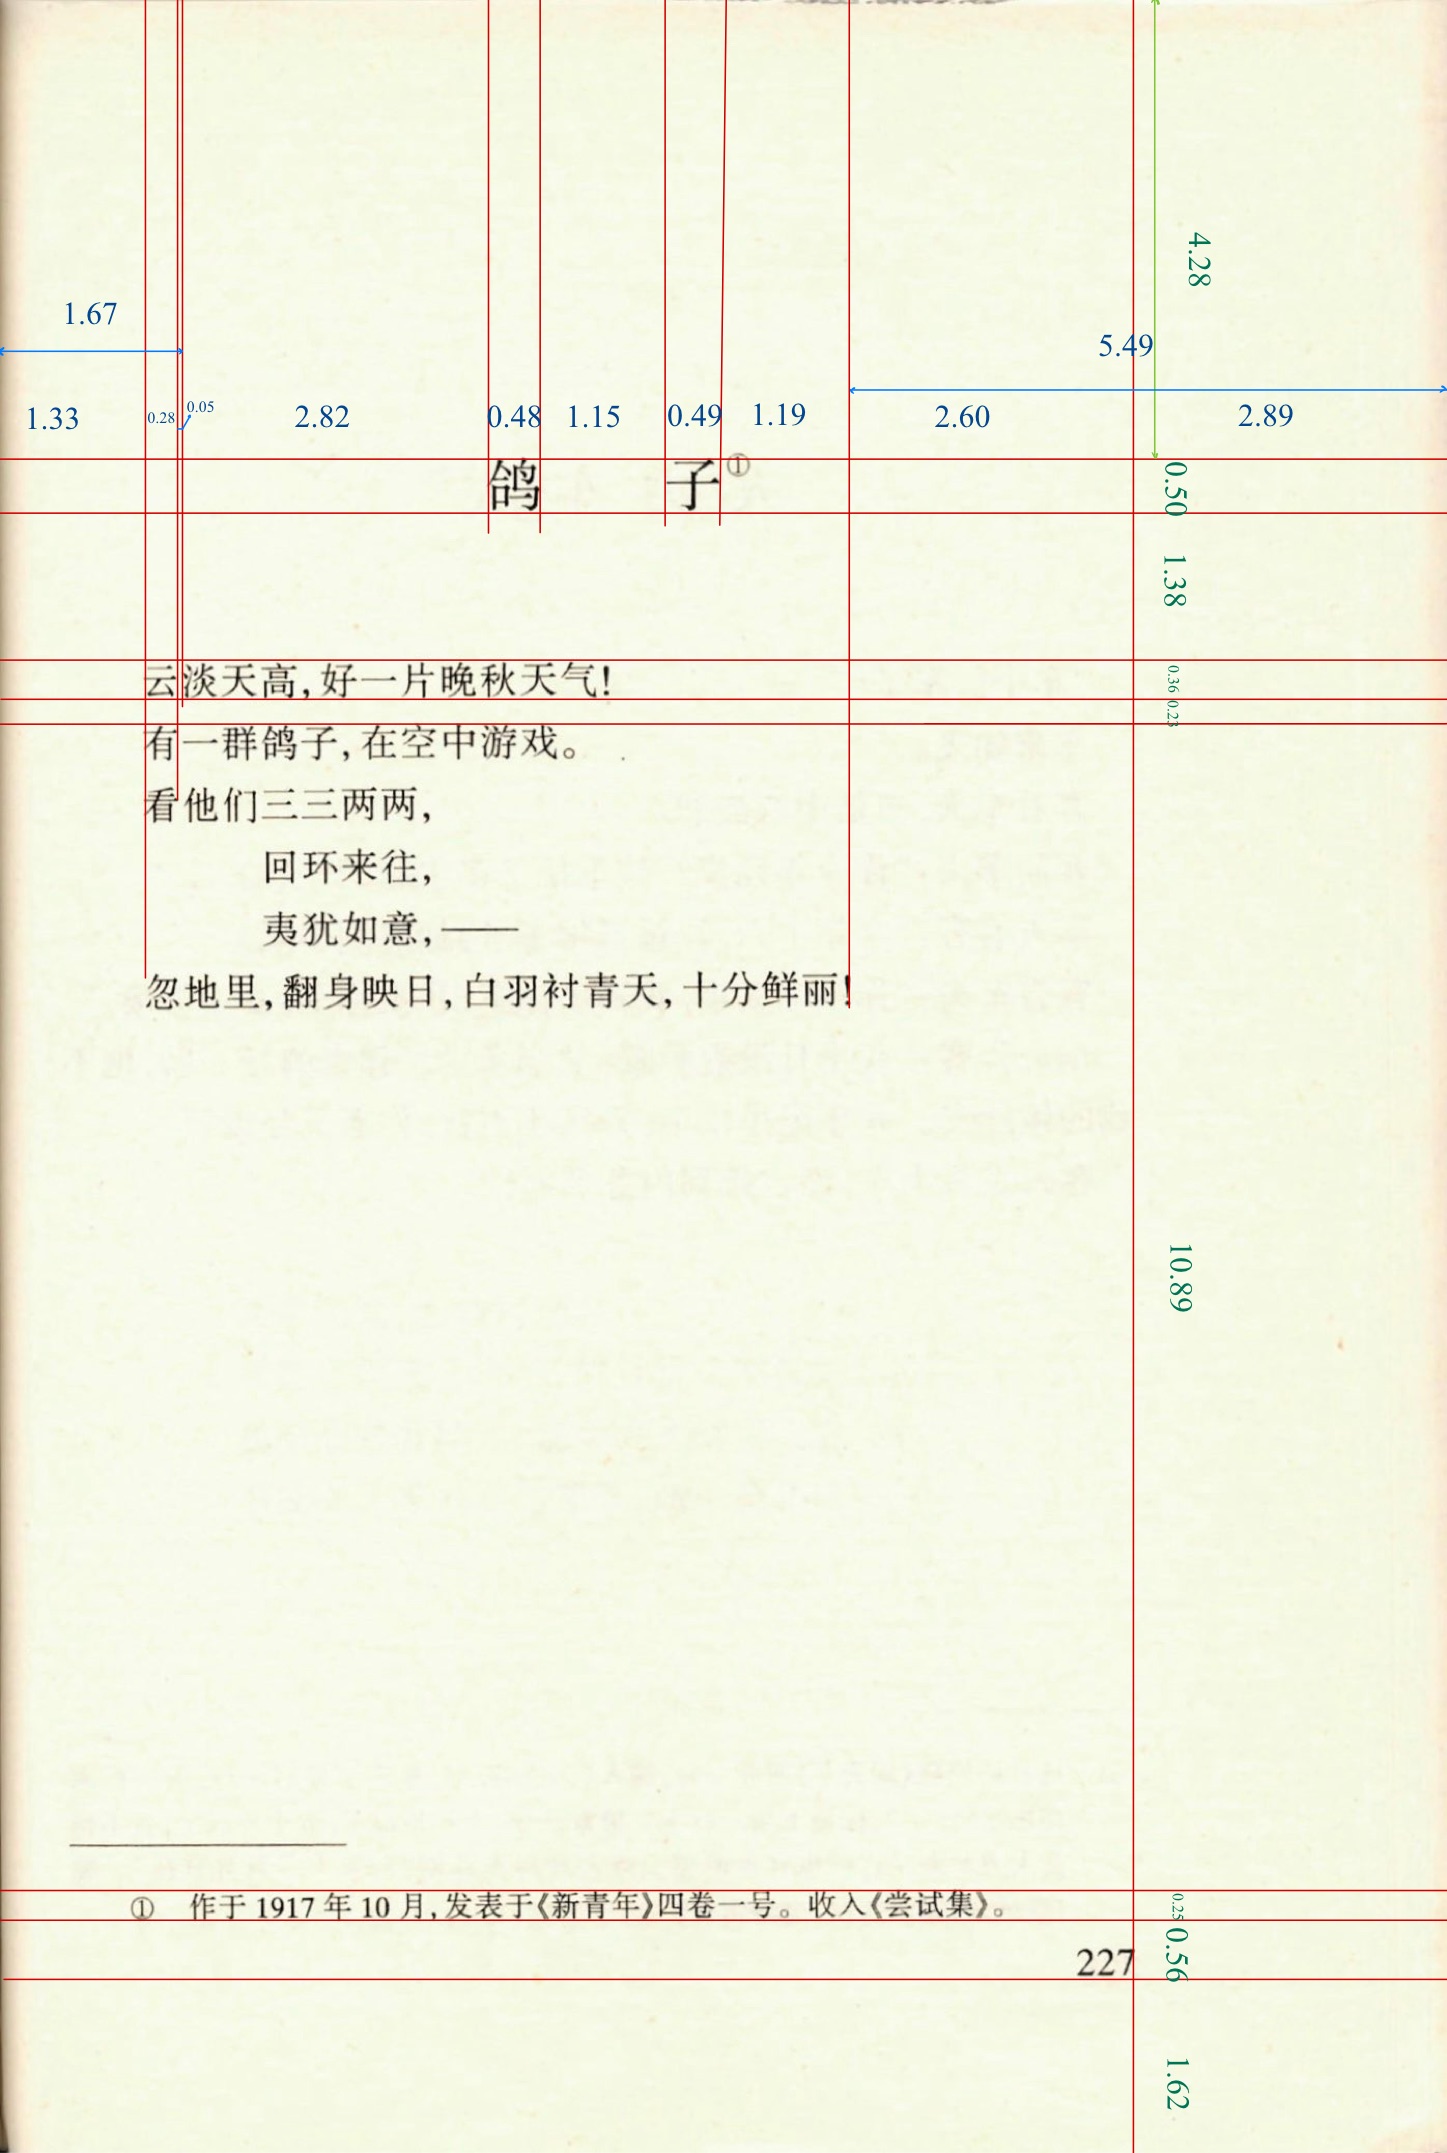 4.28
1.67
5.49
1.33 0.28 0.05 2.82 0.48 1.15 0.49 1.19 2.60 2.89
鸽 子①
0.50
1.38
云淡天高,好一片晚秋天气!
0.36
0.23
有一群鸽子,在空中游戏。
看他们三三两两,
回环来往,
夷犹如意,——
忽地里,翻身映日,白羽衬青天,十分鲜丽!
10.89
① 作于 1917 年 10 月,发表于《新青年》四卷一号。收入《尝试集》。
0.25
0.56
227
1.62